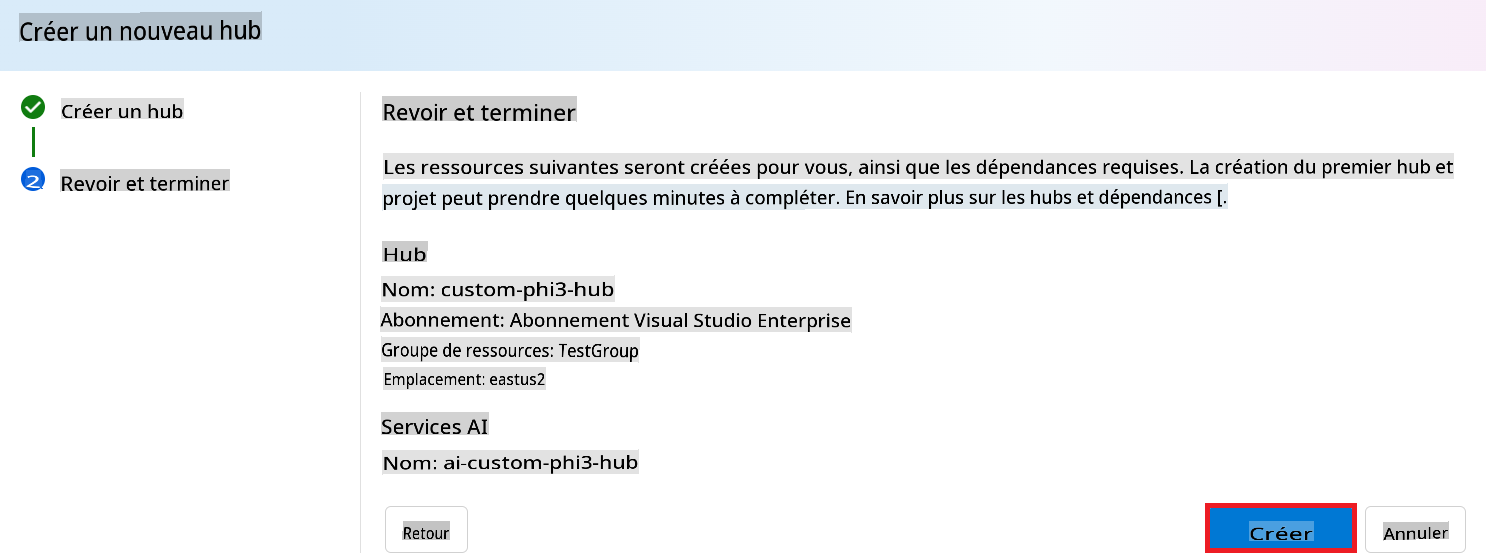 Créer un nouveau hub
Créer un hub
2
Revoir et terminer
Revoir et terminer
Les ressources suivantes seront créées pour vous, ainsi que les dépendances requises. La création du premier hub et
projet peut prendre quelques minutes à compléter. En savoir plus sur les hubs et dépendances [.
Hub
Nom: custom-phi3-hub
Abonnement: Abonnement Visual Studio Enterprise
Groupe de ressources: TestGroup
Emplacement: eastus2
Services AI
Nom: ai-custom-phi3-hub
Retour
Créer
Annuler